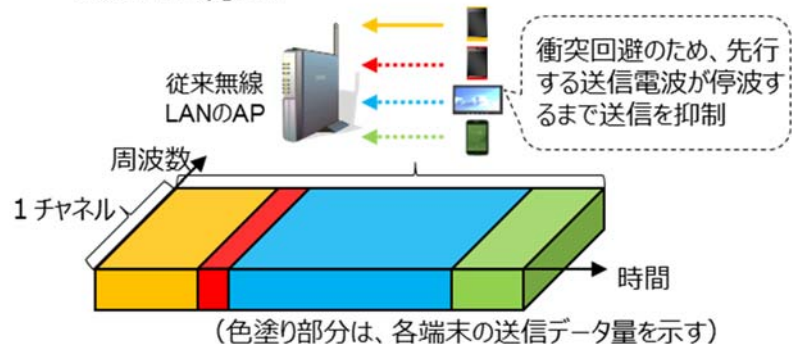 衝突回避のため、先行
する送信電波が停波す
るまで送信を抑制
従来無線
LANのAP
周波数
1 チャネル
時間
(色塗り部分は、各端末の送信データ量を示す)